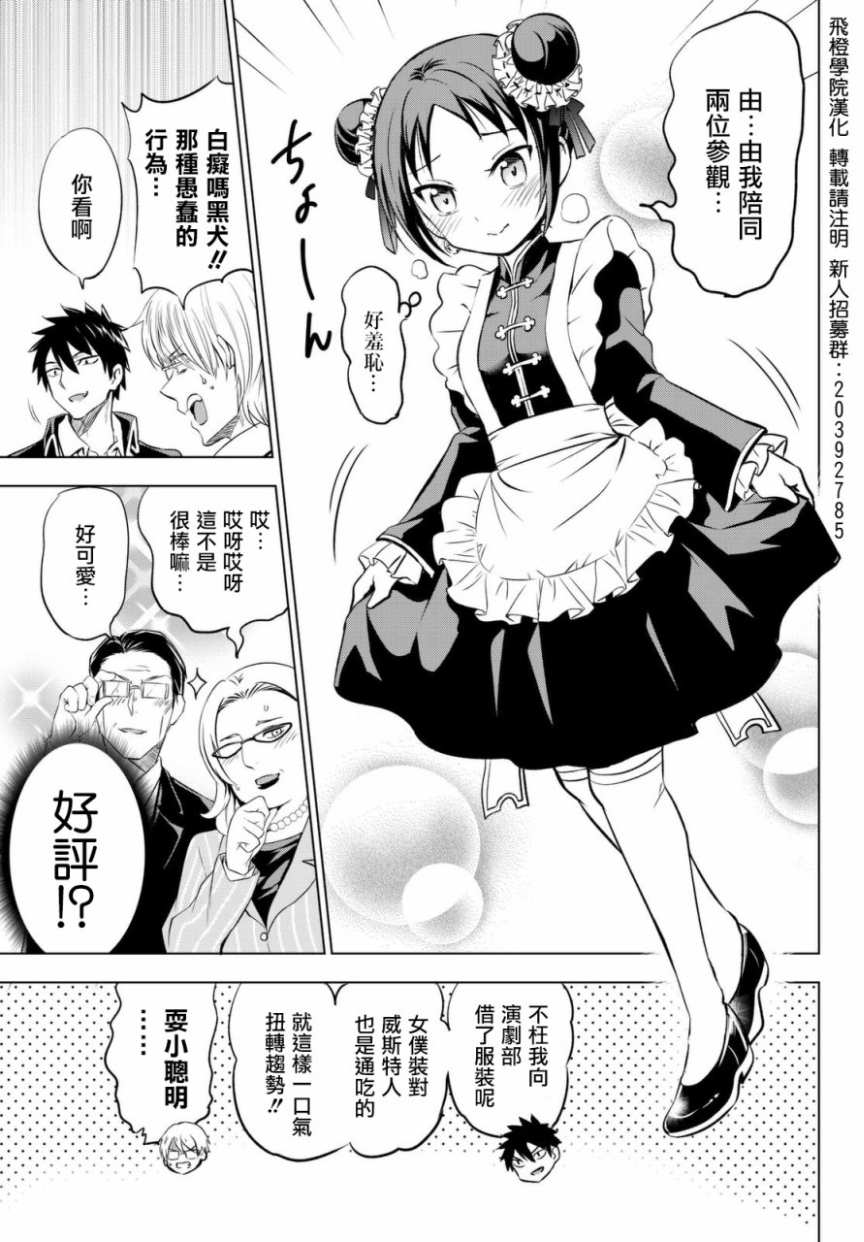 飛橙學院漢化 轉載請注明 新人招募群：20392785
由…由我陪同
兩位參觀…
好羞恥…
ちょーん
白癡嗎黑犬!!
那種愚蠢的
行為…
你看啊
哎…
哎呀哎呀
這不是
很棒嘛…
好可愛…
好評!?
不枉我向
演劇部
借了服裝呢
女僕裝對
威斯特人
也是通吃的
就這樣一口氣
扭轉趨勢!!
耍小聰明
……